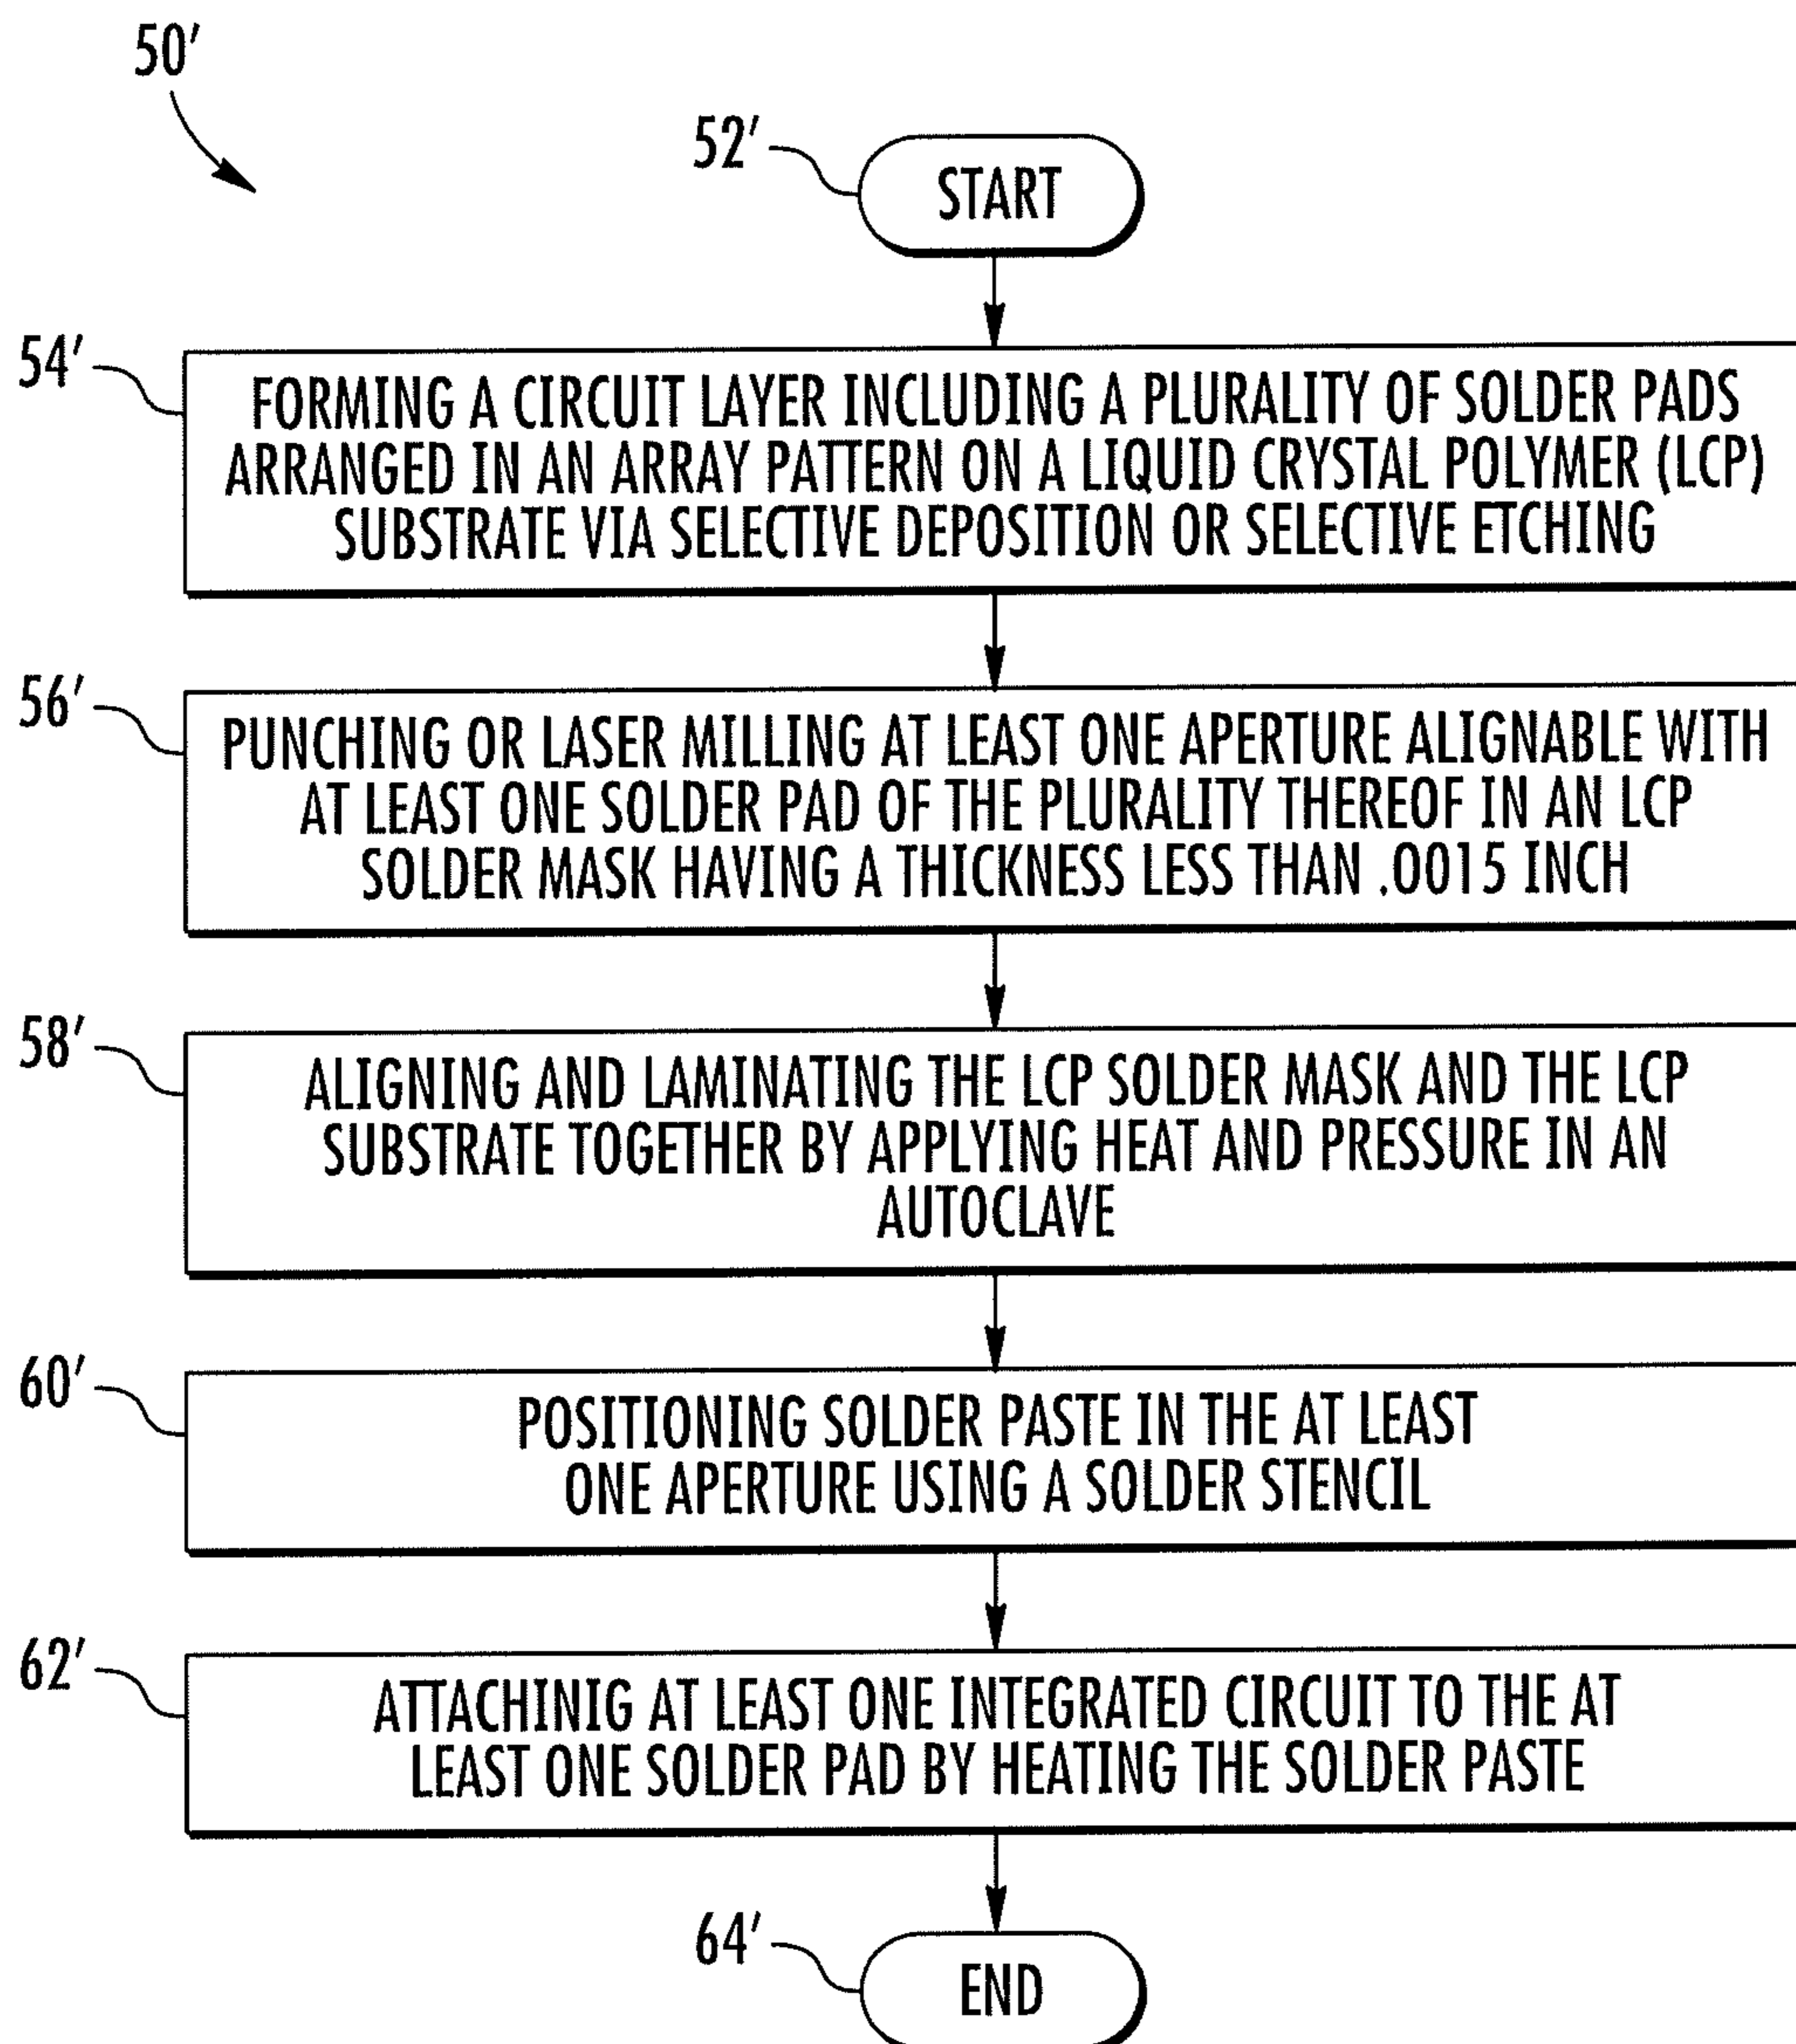 50'
52'
START
54'
FORMING A CIRCUIT LAYER INCLUDING A PLURALITY OF SOLDER PADS
ARRANGED IN AN ARRAY PATTERN ON A LIQUID CRYSTAL POLYMER (LCP)
SUBSTRATE VIA SELECTIVE DEPOSITION OR SELECTIVE ETCHING
56'
PUNCHING OR LASER MILLING AT LEAST ONE APERTURE ALIGNABLE WITH
AT LEAST ONE SOLDER PAD OF THE PLURALITY THEREOF IN AN LCP
SOLDER MASK HAVING A THICKNESS LESS THAN .0015 INCH
58'
ALIGNING AND LAMINATING THE LCP SOLDER MASK AND THE LCP
SUBSTRATE TOGETHER BY APPLYING HEAT AND PRESSURE IN AN
AUTOCLAVE
60'
POSITIONING SOLDER PASTE IN THE AT LEAST
ONE APERTURE USING A SOLDER STENCIL
62'
ATTACHINIG AT LEAST ONE INTEGRATED CIRCUIT TO THE AT
LEAST ONE SOLDER PAD BY HEATING THE SOLDER PASTE
64'
END